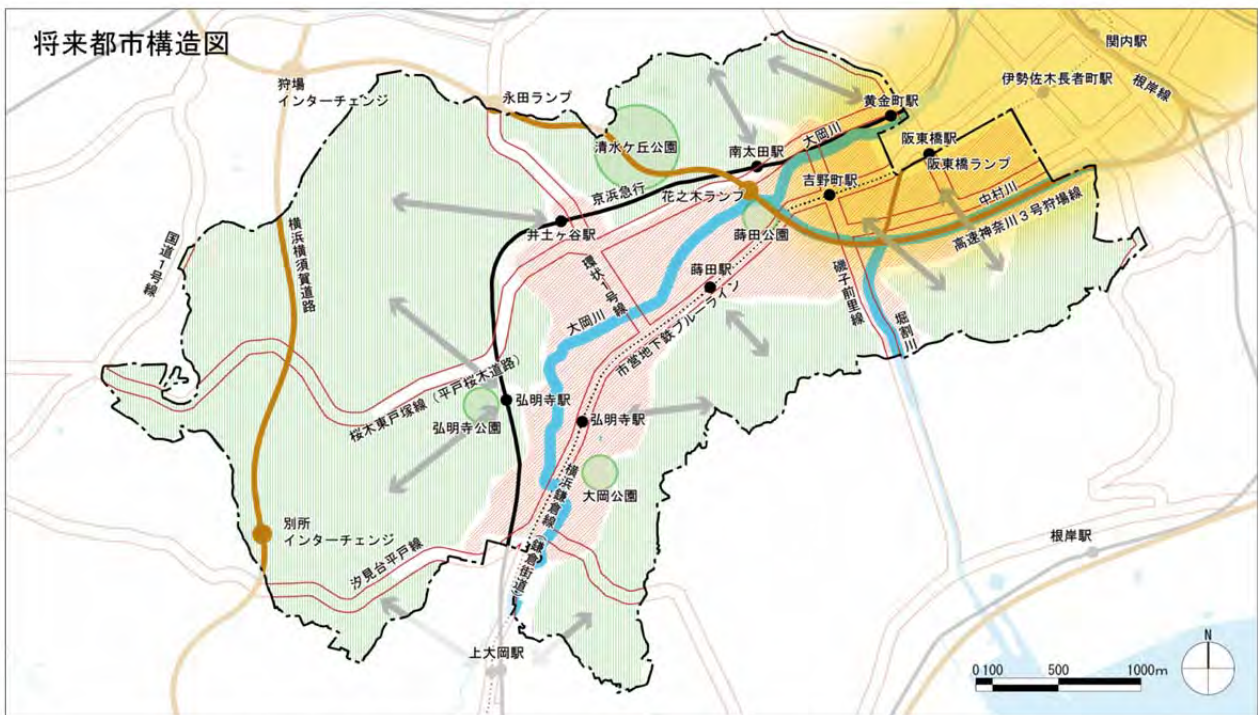 将来都市構造図
関内駅
狩場
インターチェンジ
伊勢佐木長者町駅
根岸線
永田ランプ
黄金町駅
大岡川
阪東橋駅
清水ケ丘公園
南太田駅
阪東橋ランプ
京浜急行
花之木ランプ
吉野町駅
中村川
高速神奈川3号狩場線
井土ヶ谷駅
蒔田公園
国道1号線
横浜横須賀道路
環状1号線
蒔田駅
磯子前里線
堀割川
大岡川
市営地下鉄ブルーライン
桜木東戸塚線(平戸桜木道路)
弘明寺駅
弘明寺公園
弘明寺駅
大岡公園
横浜鎌倉線(鎌倉街道)
別所
インターチェンジ
汐見台平戸線
根岸駅
上大岡駅
N
0 100 500 1000m